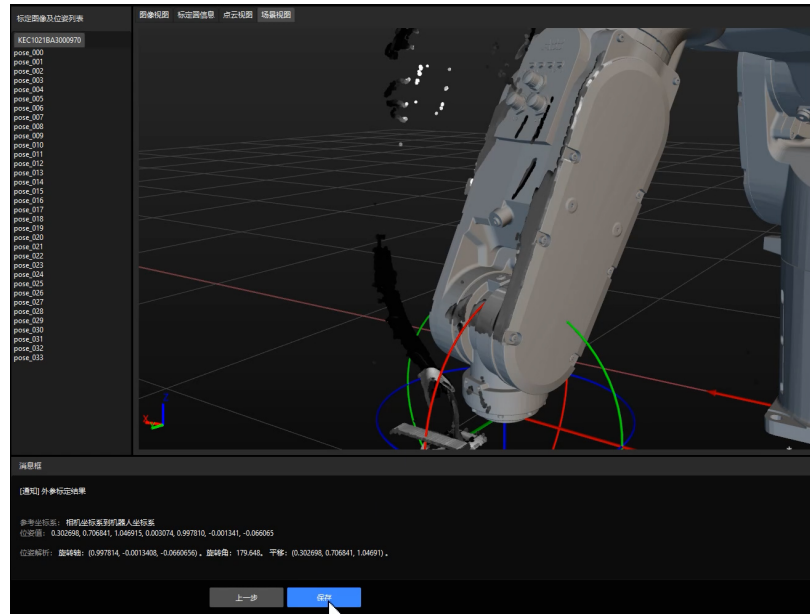 标定图像及位姿列表
图像视图 标定器信息 点云视图 场景视图
KEC1021BA3000970
pose_000
pose_001
pose_002
pose_003
pose_004
pose_005
pose_006
pose_007
pose_008
pose_009
pose_010
pose_011
pose_012
pose_013
pose_014
pose_015
pose_016
pose_017
pose_018
pose_019
pose_020
pose_021
pose_022
pose_023
pose_024
pose_025
pose_026
pose_027
pose_028
pose_029
pose_030
pose_031
pose_032
pose_033
X
消息框
[通知] 外参标定结果
参考坐标系： 相机坐标系到机器人坐标系
位姿值： 0.302698, 0.706841, 1.046915, 0.003074, 0.997810, -0.001341, -0.066065
位姿解析： 旋转轴： (0.997814, -0.0013408, -0.0660656) 。旋转角： 179.648。 平移： (0.302698, 0.706841, 1.04691) 。
上一步 保存